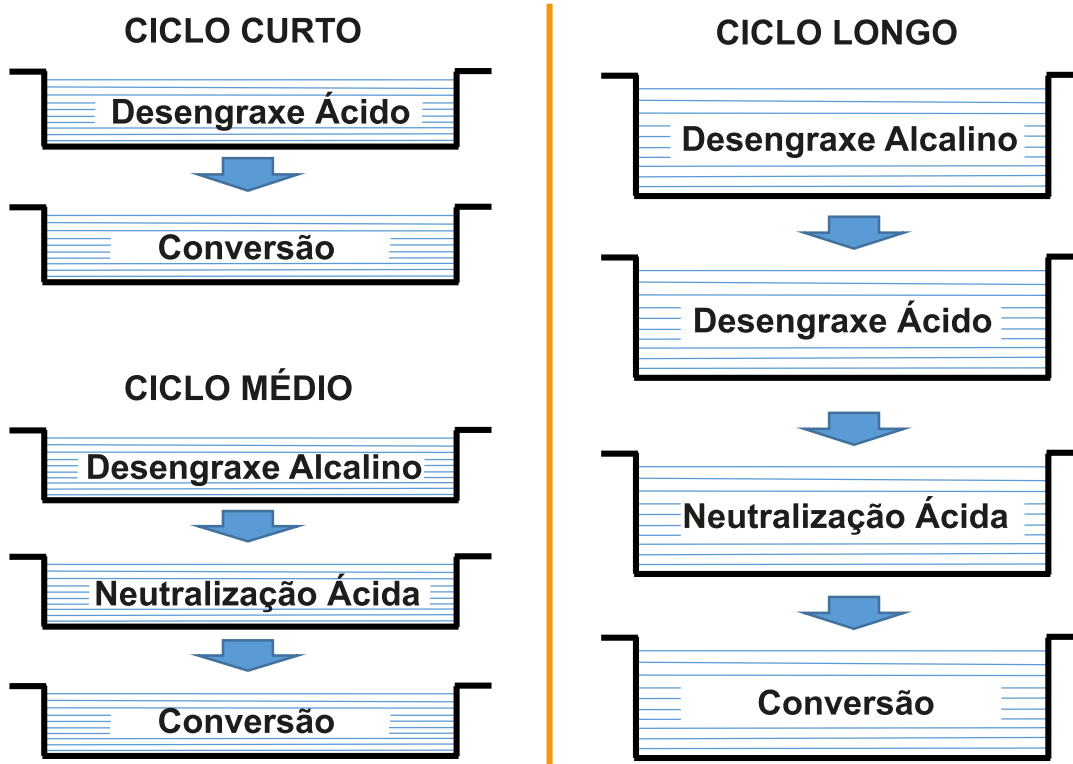 CICLO CURTO
Desengraxe Ácido
Conversão
CICLO MÉDIO
Desengraxe Alcalino
Neutralização Ácida
Conversão
CICLO LONGO
Desengraxe Alcalino
Desengraxe Ácido
Neutralização Ácida
Conversão